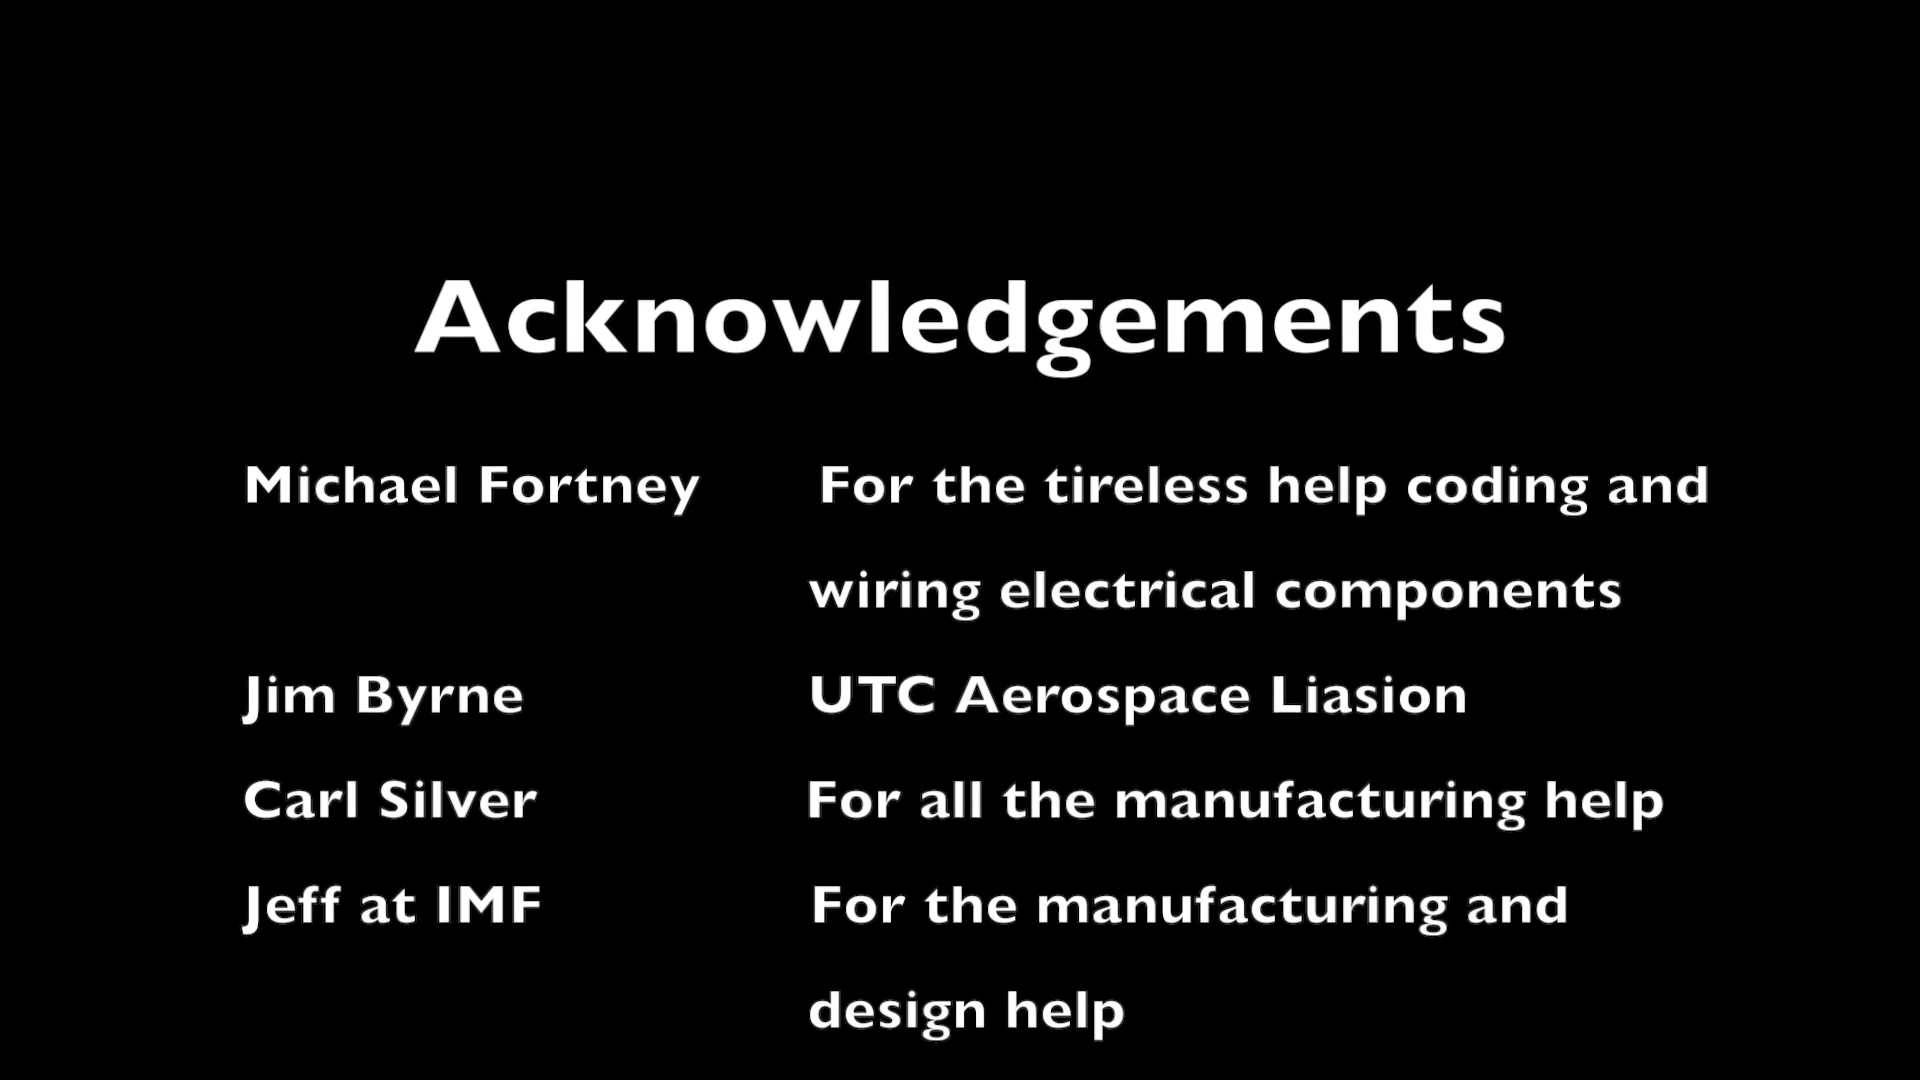 Acknowledgements
Michael Fortney For the tireless help coding and
wiring electrical components
Jim Byrne UTC Aerospace Liasion
Carl Silver For all the manufacturing help
Jeff at IMF For the manufacturing and
design help